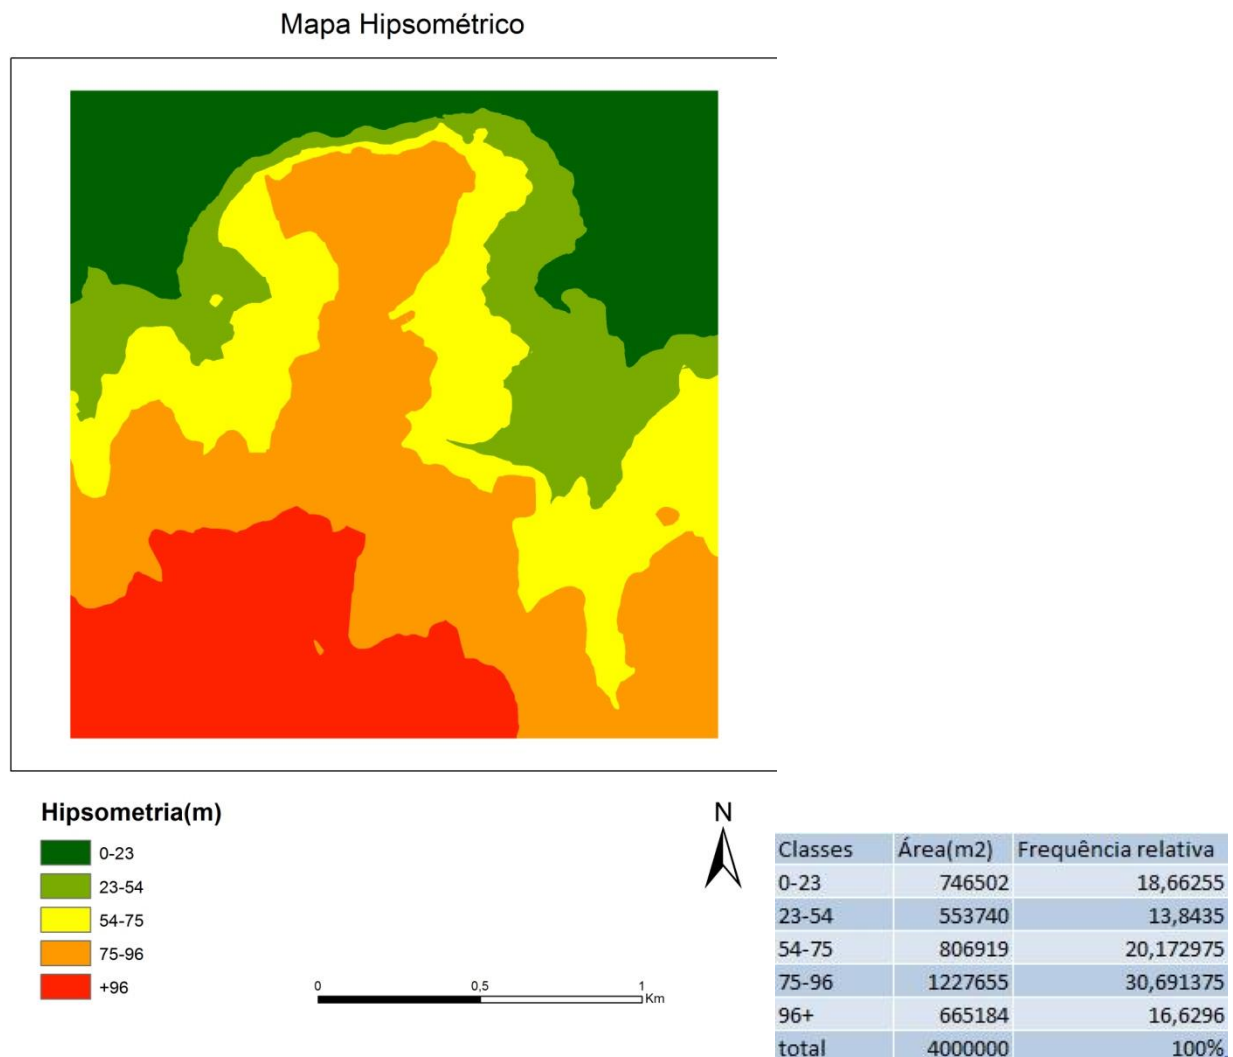 Mapa Hipsométrico
Hipsometria(m)
0-23
23-54
54-75
75-96
+96
N
0 0,5 1
Km
Classes Área(m2) Frequência relativa
0-23 746502 18,66255
23-54 553740 13,8435
54-75 806919 20,172975
75-96 1227655 30,691375
96+ 665184 16,6296
total 4000000 100%